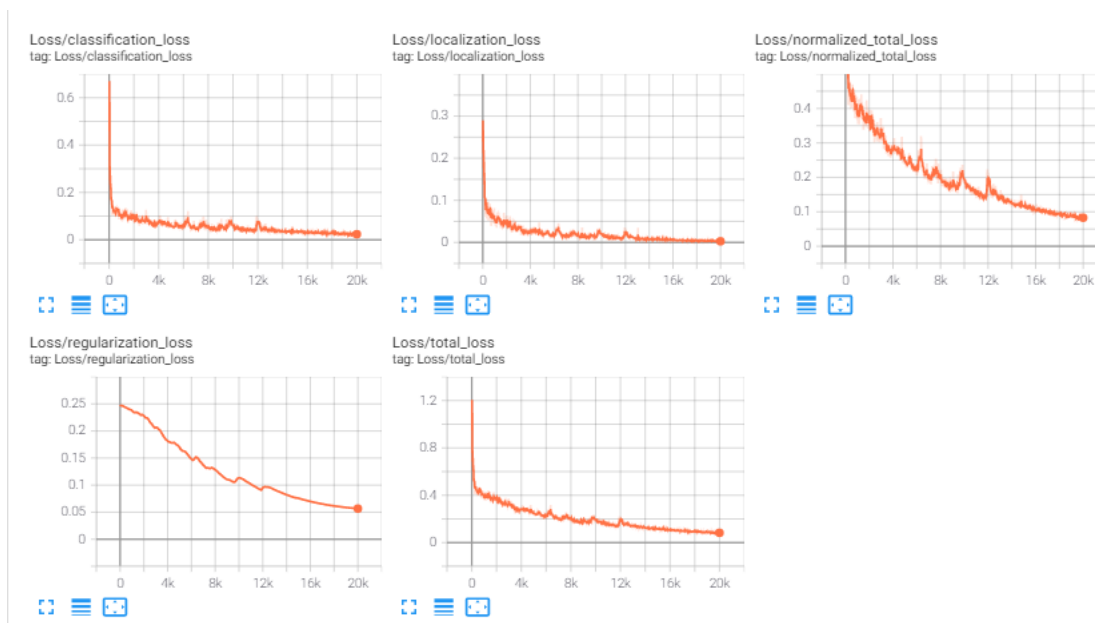 Loss/classification_loss
tag: Loss/classification_loss
0.6
0.4
0.2
0
0 4k 8k 12k 16k 20k
Loss/localization_loss
tag: Loss/localization_loss
0.3
0.2
0.1
0
0 4k 8k 12k 16k 20k
Loss/normalized_total_loss
tag: Loss/normalized_total_loss
0.4
0.3
0.2
0.1
0
0 4k 8k 12k 16k 20k
Loss/regularization_loss
tag: Loss/regularization_loss
0.25
0.2
0.15
0.1
0.05
0
0 4k 8k 12k 16k 20k
Loss/total_loss
tag: Loss/total_loss
1.2
0.8
0.4
0
0 4k 8k 12k 16k 20k